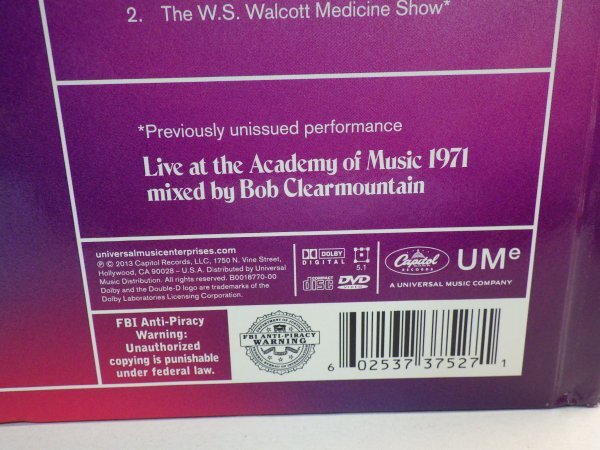 2. The W.S. Walcott Medicine Show*
*Previously unissued performance
Live at the Academy of Music 1971
mixed by Bob Clearmountain
universalmusicenterprises.com
℗ © 2013 Capitol Records, LLC, 1750 N. Vine Street,
Hollywood, CA 90028 – U.S.A. Distributed by Universal
Music Distribution. All rights reserved. B0018770-00
Dolby and the Double-D logo are trademarks of the
Dolby Laboratories Licensing Corporation.
DOLBY
DIGITAL
5.1
COMPACT
disc
DVD
VIDEO
Capitol
RECORDS
UMe
A UNIVERSAL MUSIC COMPANY
FBI Anti-Piracy
Warning:
Unauthorized
copying is punishable
under federal law.
FBI ANTI-PIRACY
WARNING
6 02537 37527 1